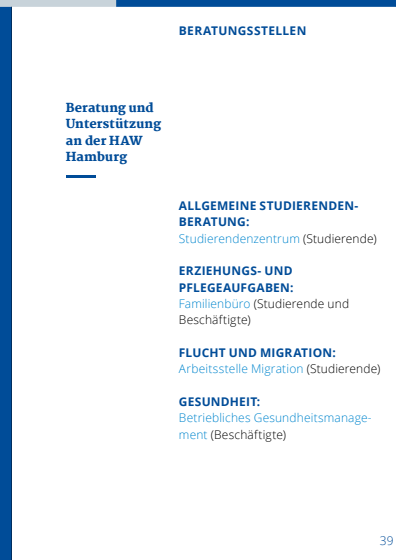 BERATUNGSSTELLEN
Beratung und
Unterstützung
an der HAW
Hamburg
ALLGEMEINE STUDIERENDEN-
BERATUNG:
Studierendenzentrum (Studierende)
ERZIEHUNGS- UND
PFLEGEAUFGABEN:
Familienbüro (Studierende und
Beschäftigte)
FLUCHT UND MIGRATION:
Arbeitsstelle Migration (Studierende)
GESUNDHEIT:
Betriebliches Gesundheitsmanage-
ment (Beschäftigte)
39